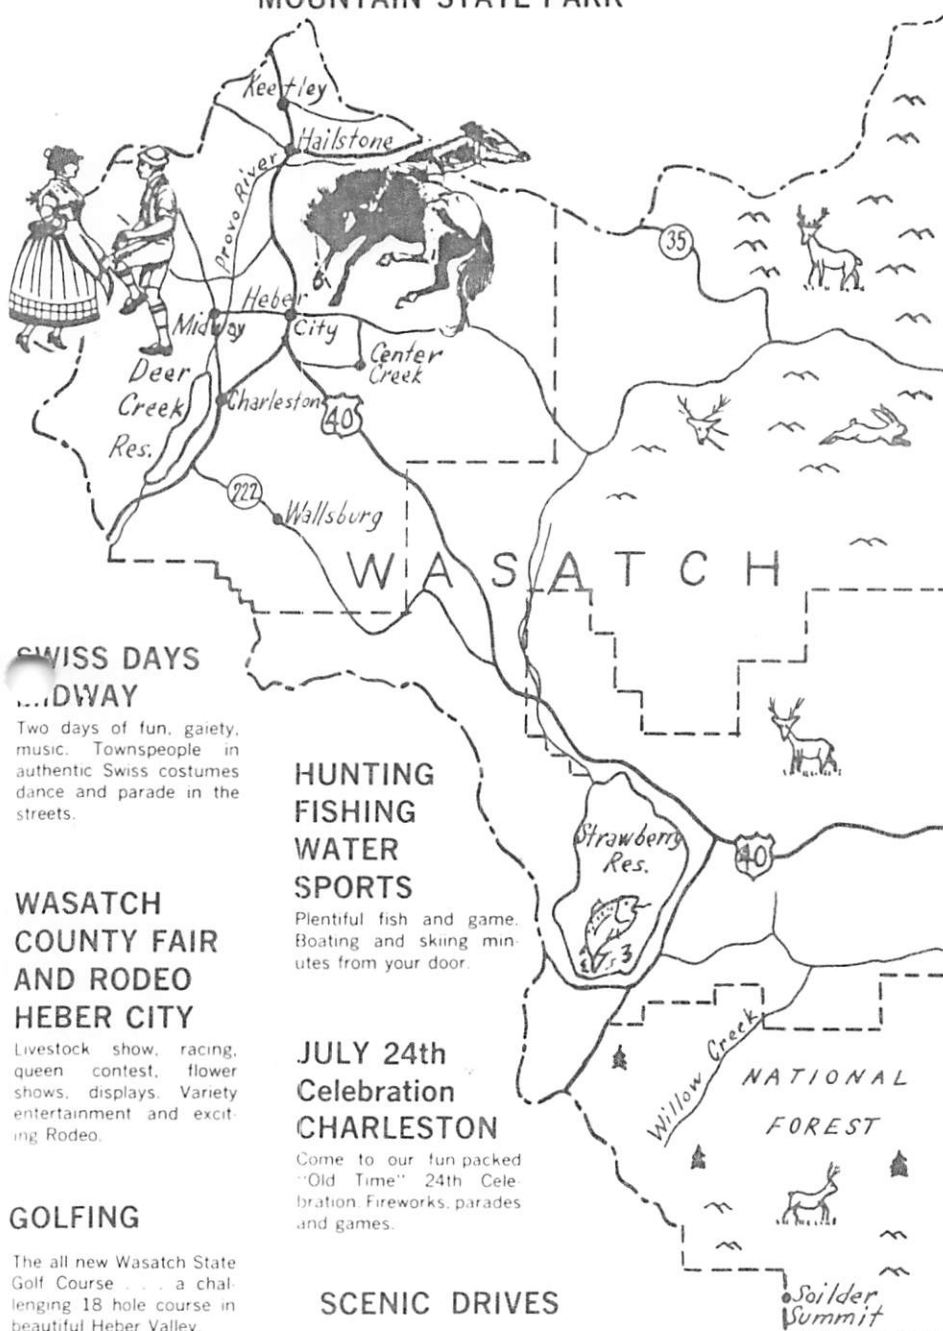 MOUNTAIN STATE PARK
Keetley
Hailstone
Provo River
35
Heber
City
Midway
Center
Creek
Deer
Creek
Res.
Charleston
40
222
Wallsburg
WASATCH
SWISS DAYS
MIDWAY
Two days of fun, gaiety,
music. Townspeople in
authentic Swiss costumes
dance and parade in the
streets.
WASATCH
COUNTY FAIR
AND RODEO
HEBER CITY
Livestock show, racing,
queen contest, flower
shows, displays. Variety
entertainment and excit-
ing Rodeo.
GOLFING
The all new Wasatch State
Golf Course . . . a chal-
lenging 18 hole course in
beautiful Heber Valley.
HUNTING
FISHING
WATER
SPORTS
Plentiful fish and game.
Boating and skiing min-
utes from your door.
JULY 24th
Celebration
CHARLESTON
Come to our fun packed
"Old Time" 24th Cele-
bration. Fireworks, parades
and games.
SCENIC DRIVES
Strawberry
Res.
40
Willow Creek
NATIONAL
FOREST
Soilder
Summit